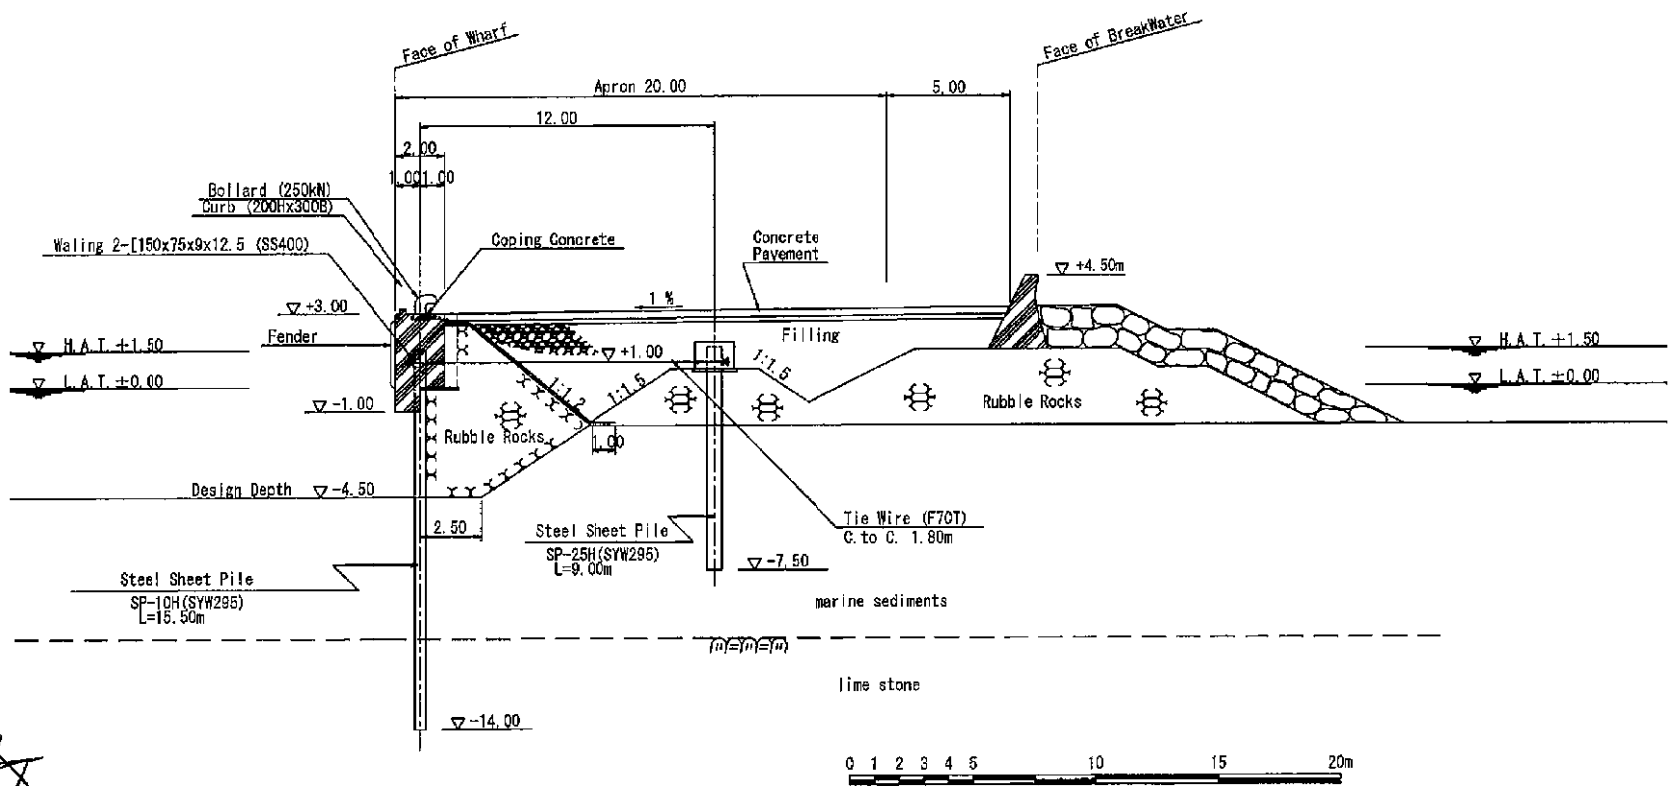 Face of Wharf
Face of BreakWater
Apron 20.00
5.00
12.00
2.00
1.00
1.00
Bollard (250kN)
Curb (200Hx300B)
Waling 2-[150x75x9x12.5 (SS400)
Coping Concrete
Concrete
Pavement
+4.50m
+3.00
1 %
Fender
Filling
H.A.T. +1.50
+1.00
H.A.T. +1.50
L.A.T. ±0.00
1:1.2
1:1.5
1:1.5
L.A.T. ±0.00
-1.00
Rubble Rocks
Rubble Rocks
1.00
Design Depth
-4.50
2.50
Steel Sheet Pile
SP-25H(SYW295)
L=9.00m
Tie Wire (F70T)
C.to C. 1.80m
-7.50
Steel Sheet Pile
SP-10H(SYW295)
L=15.50m
marine sediments
lime stone
-14.00
0 1 2 3 4 5 10 15 20m